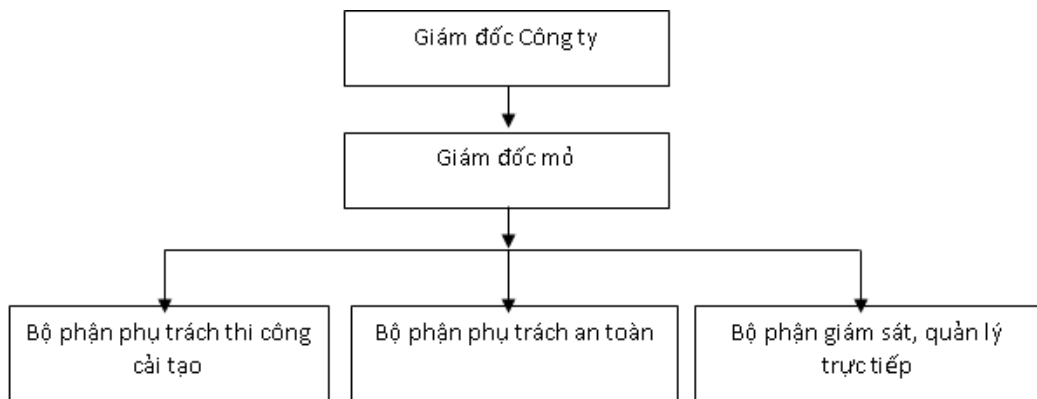 Giám đốc Công ty
Giám đốc mỏ
Bộ phận phụ trách thi công
cải tạo
Bộ phận phụ trách an toàn
Bộ phận giám sát, quản lý
trực tiếp